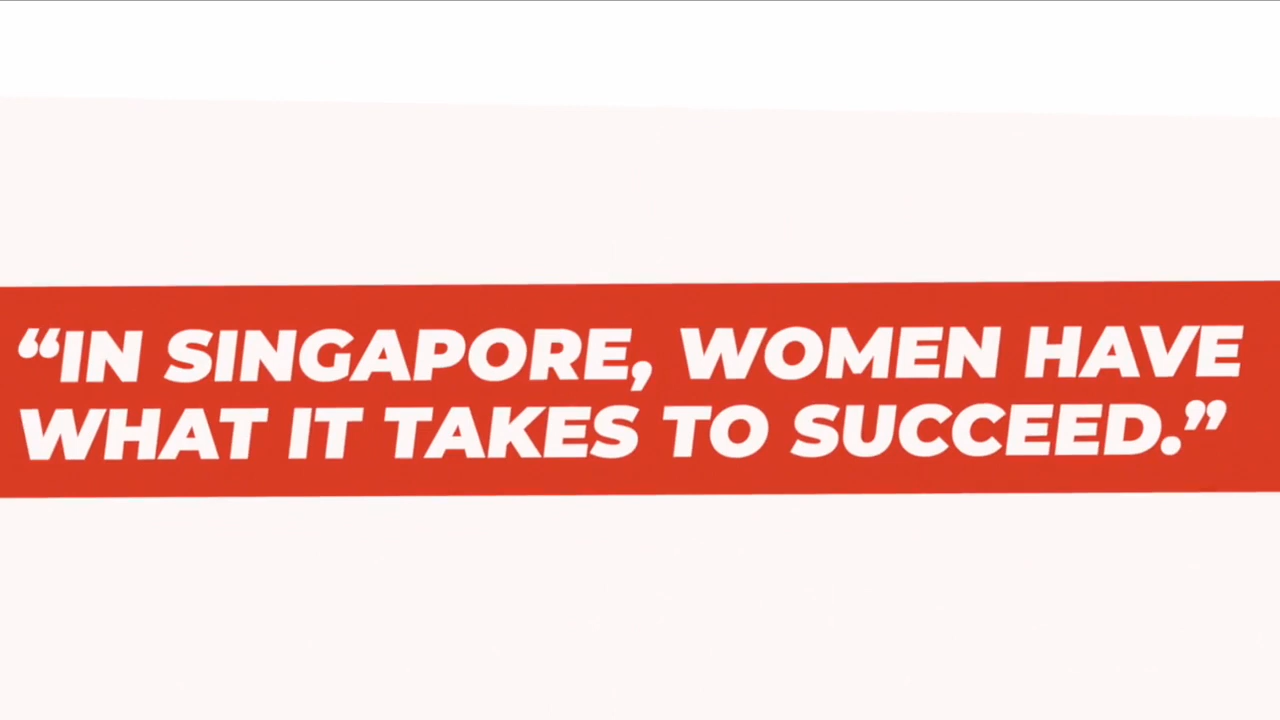 “IN SINGAPORE, WOMEN HAVE
WHAT IT TAKES TO SUCCEED.”